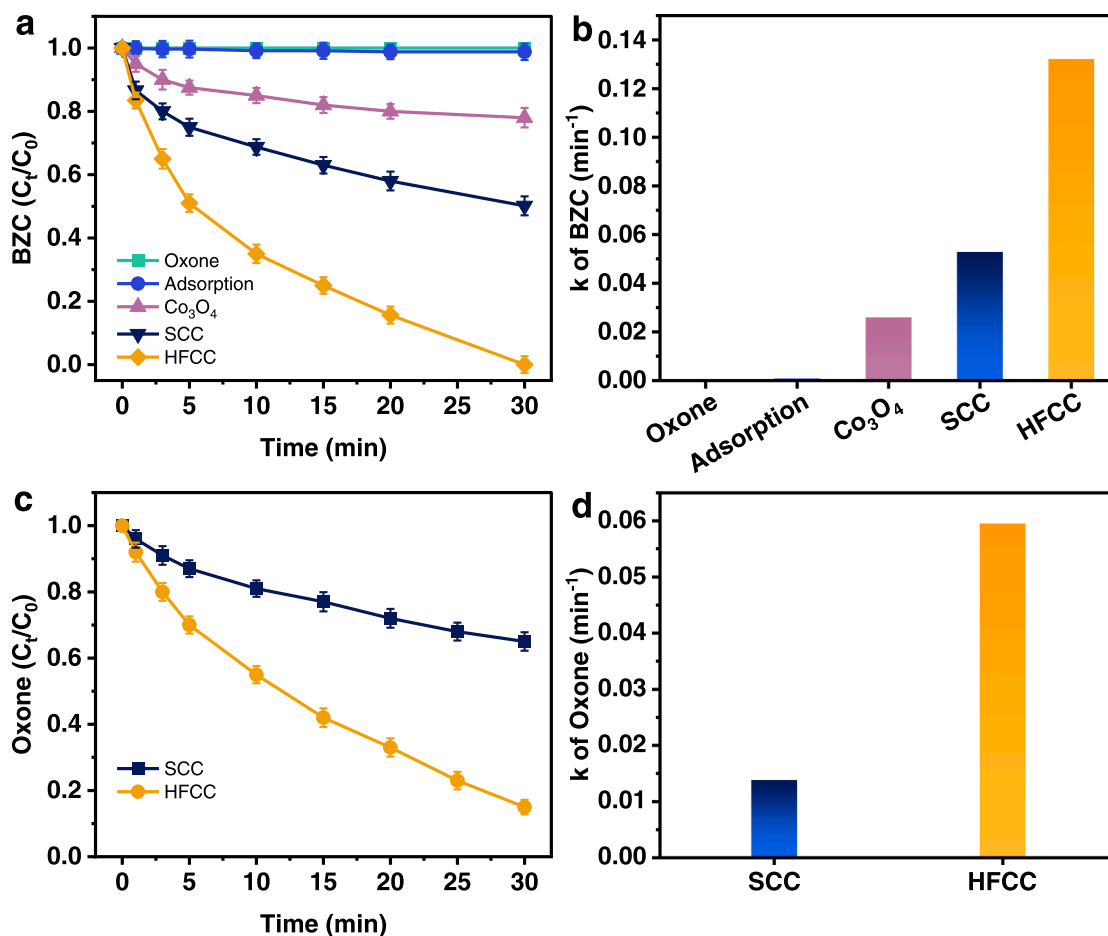 a
BZC (Cₜ/C₀)
1.0
0.8
0.6
0.4
0.2
0.0
Oxone
Adsorption
Co₃O₄
SCC
HFCC
0 5 10 15 20 25 30
Time (min)
b
k of BZC (min⁻¹)
0.14
0.12
0.10
0.08
0.06
0.04
0.02
0.00
Oxone Adsorption Co₃O₄ SCC HFCC
c
Oxone (Cₜ/C₀)
1.0
0.8
0.6
0.4
0.2
0.0
SCC
HFCC
0 5 10 15 20 25 30
Time (min)
d
k of Oxone (min⁻¹)
0.06
0.05
0.04
0.03
0.02
0.01
0.00
SCC HFCC